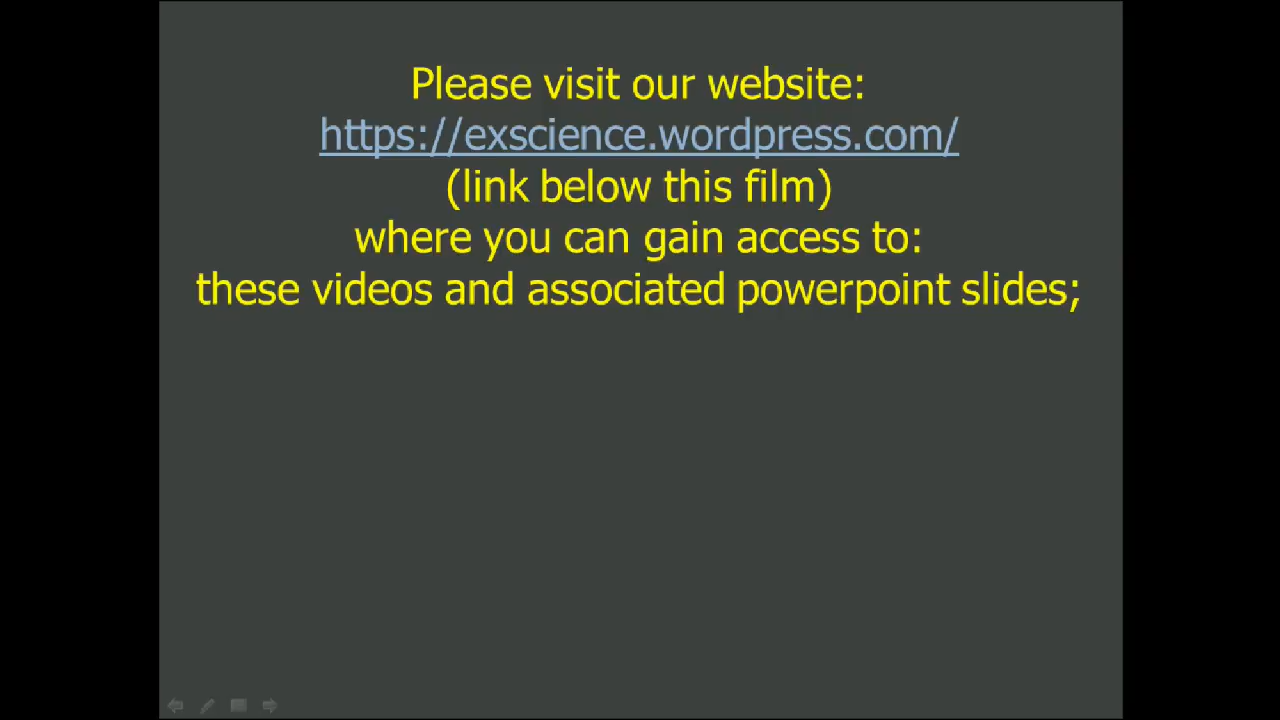 Please visit our website:
https://exscience.wordpress.com/
(link below this film)
where you can gain access to:
these videos and associated powerpoint slides;